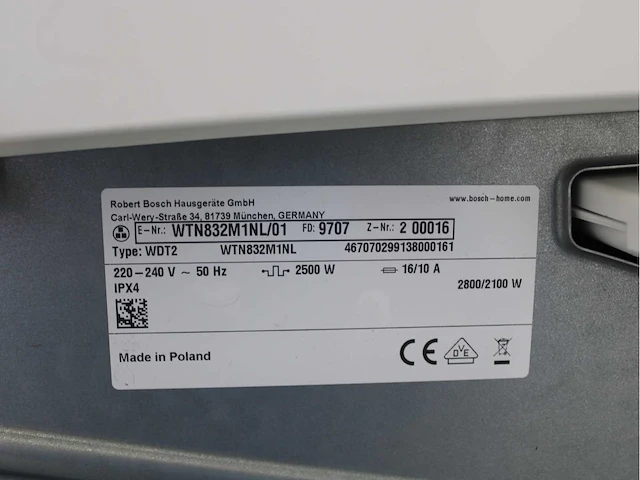 Robert Bosch Hausgeräte GmbH www.bosch-home.com
Carl-Wery-Straße 34, 81739 München, GERMANY
E-Nr.: WTN832M1NL/01 FD: 9707 Z-Nr.: 2 00016
Type: WDT2 WTN832M1NL 467070299138000161
220-240 V ~ 50 Hz 2500 W 16/10 A
IPX4 2800/2100 W
Made in Poland CE DVE